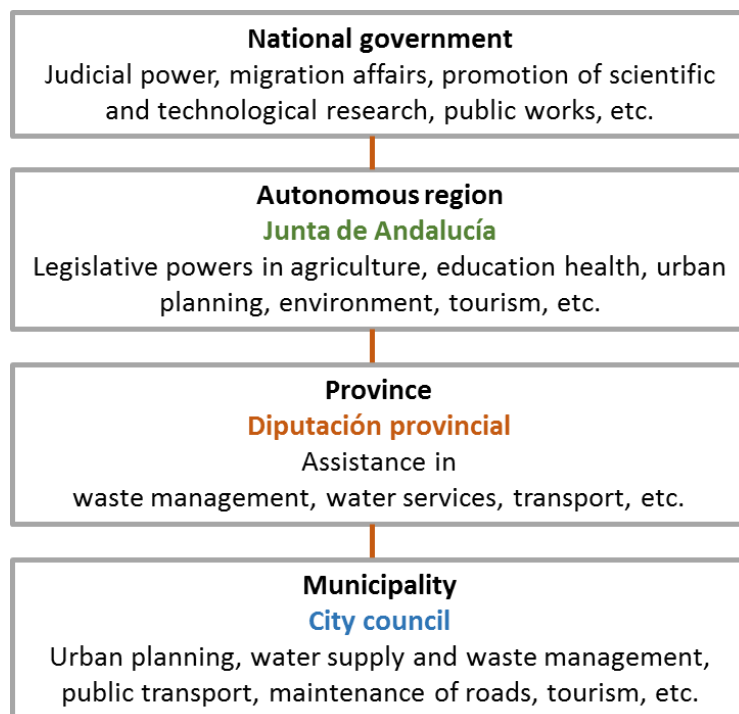 National government
Judicial power, migration affairs, promotion of scientific
and technological research, public works, etc.
Autonomous region
Junta de Andalucía
Legislative powers in agriculture, education health, urban
planning, environment, tourism, etc.
Province
Diputación provincial
Assistance in
waste management, water services, transport, etc.
Municipality
City council
Urban planning, water supply and waste management,
public transport, maintenance of roads, tourism, etc.